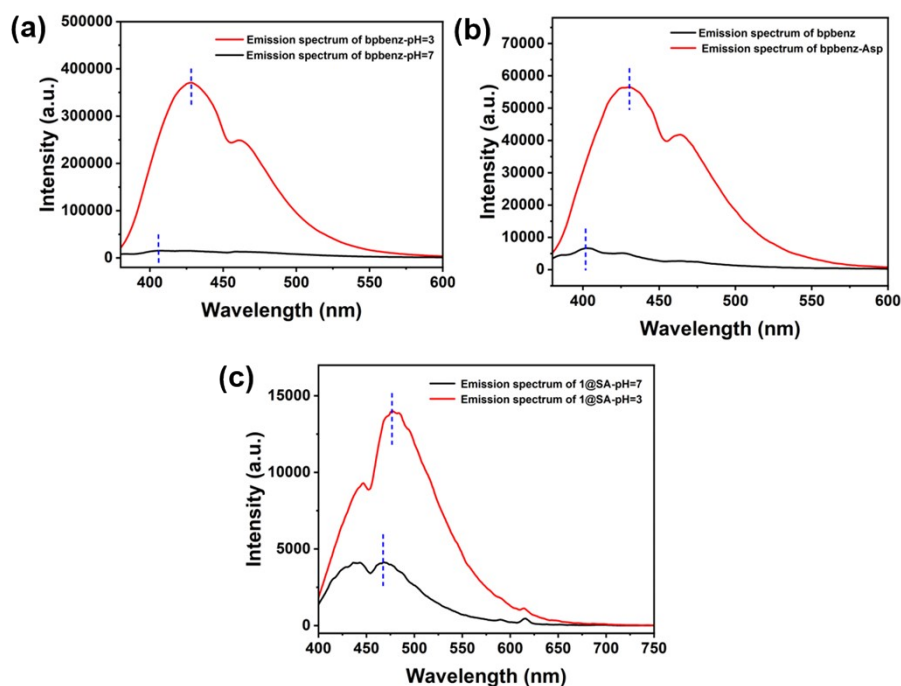 (a)
500000
400000
300000
200000
100000
0
Intensity (a.u.)
Emission spectrum of bpbenz-pH=3
Emission spectrum of bpbenz-pH=7
400 450 500 550 600
Wavelength (nm)
(b)
70000
60000
50000
40000
30000
20000
10000
0
Intensity (a.u.)
Emission spectrum of bpbenz
Emission spectrum of bpbenz-Asp
400 450 500 550 600
Wavelength (nm)
(c)
15000
10000
5000
0
Intensity (a.u.)
Emission spectrum of 1@SA-pH=7
Emission spectrum of 1@SA-pH=3
400 450 500 550 600 650 700 750
Wavelength (nm)